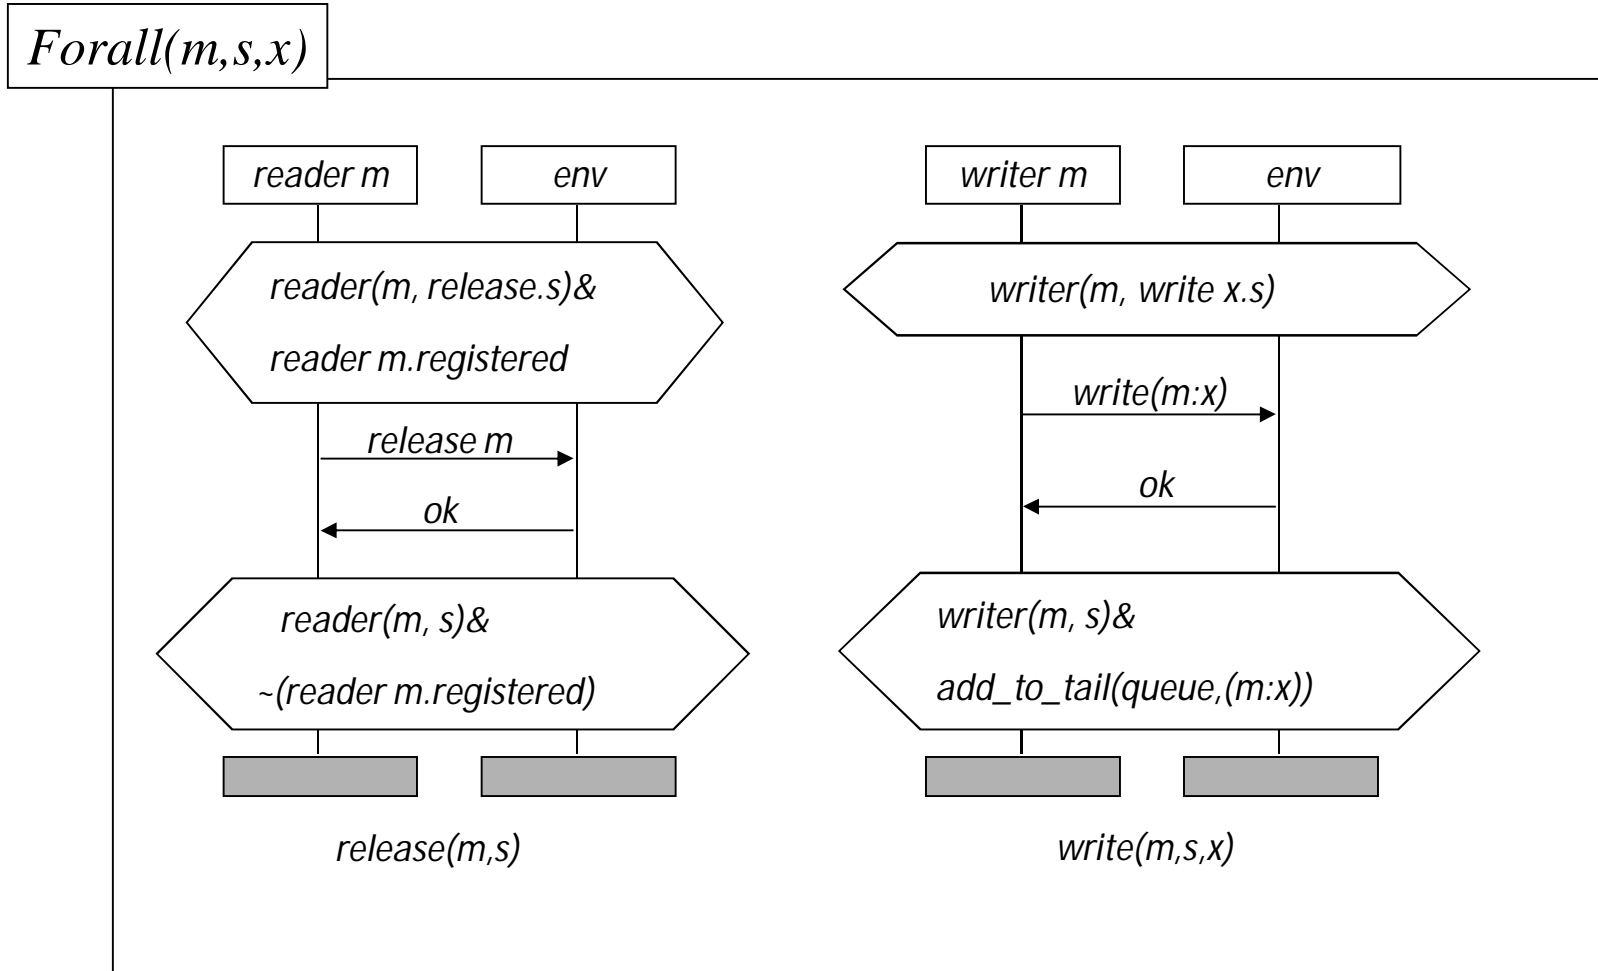 Forall(m,s,x)
reader m
env
reader(m, release.s)&
reader m.registered
release m
ok
reader(m, s)&
~(reader m.registered)
release(m,s)
writer m
env
writer(m, write x.s)
write(m:x)
ok
writer(m, s)&
add_to_tail(queue,(m:x))
write(m,s,x)